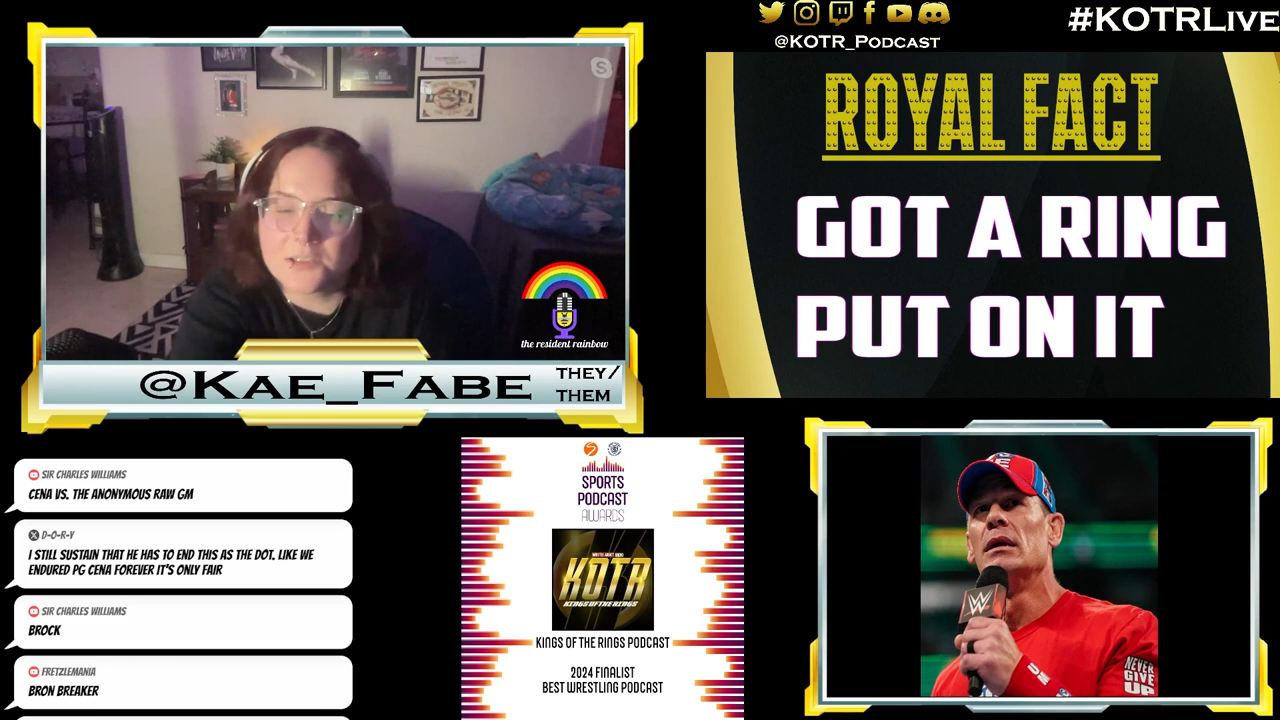 @KOTR_PODCAST
#KOTRLIVE
ROYAL FACT
GOT A RING
PUT ON IT
the resident rainbow
@KAE_FABE
THEY/
THEM
SIR CHARLES WILLIAMS
CENA VS. THE ANONYMOUS RAW GM
D-O-R-Y
I STILL SUSTAIN THAT HE HAS TO END THIS AS THE DOT. LIKE WE
ENDURED PG CENA FOREVER IT'S ONLY FAIR
SIR CHARLES WILLIAMS
BROCK
FRETZLEMANIA
BRON BREAKER
SPORTS
PODCAST
AWARDS
KOTR
KINGS OF THE RINGS
KINGS OF THE RINGS PODCAST
2024 FINALIST
BEST WRESTLING PODCAST
W
NEVER
GIVE
UP